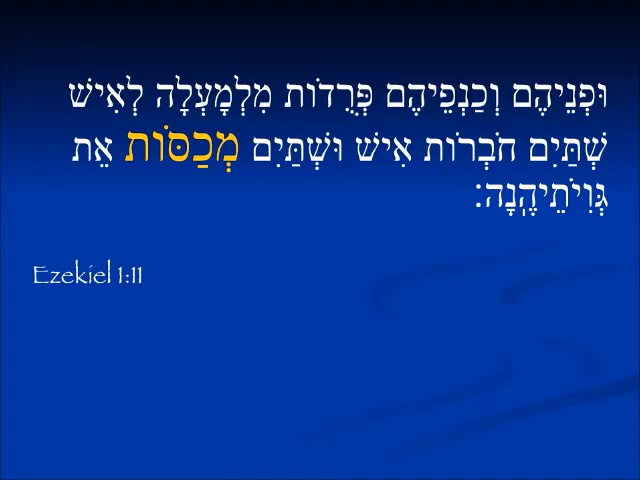 וּפְנֵיהֶם וְכַנְפֵיהֶם פְּרֻדוֹת מִלְמָעְלָה לְאִישׁ
שְׁתַּיִם חֹבְרוֹת אִישׁ וּשְׁתַּיִם מְכַסּוֹת אֵת
גְּוִיֹתֵיהֶֽנָה׃
Ezekiel 1:11